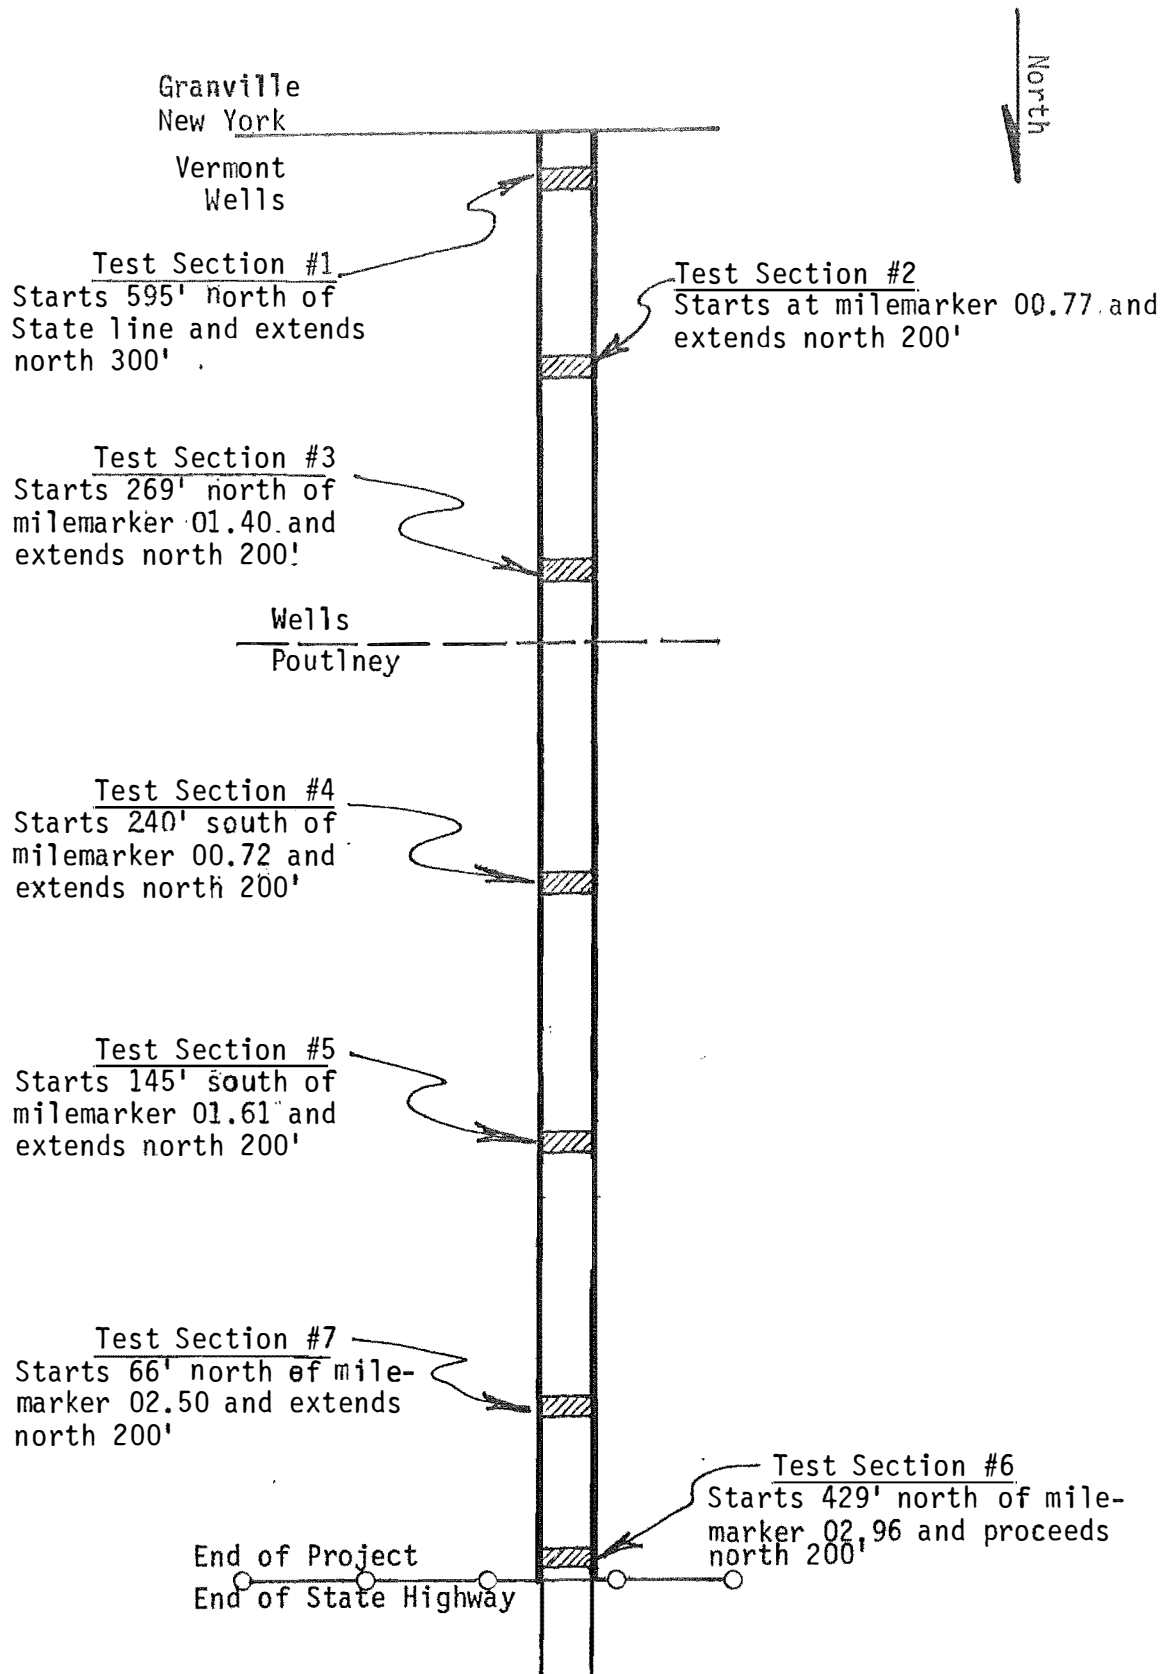 North
Granville
New York
Vermont
Wells
Test Section #1
Starts 595' north of
State line and extends
north 300'
Test Section #2
Starts at milemarker 00.77 and
extends north 200'
Test Section #3
Starts 269' north of
milemarker 01.40 and
extends north 200'
Wells
Poutlney
Test Section #4
Starts 240' south of
milemarker 00.72 and
extends north 200'
Test Section #5
Starts 145' south of
milemarker 01.61 and
extends north 200'
Test Section #7
Starts 66' north of mile-
marker 02.50 and extends
north 200'
Test Section #6
Starts 429' north of mile-
marker 02.96 and proceeds
north 200'
End of Project
End of State Highway